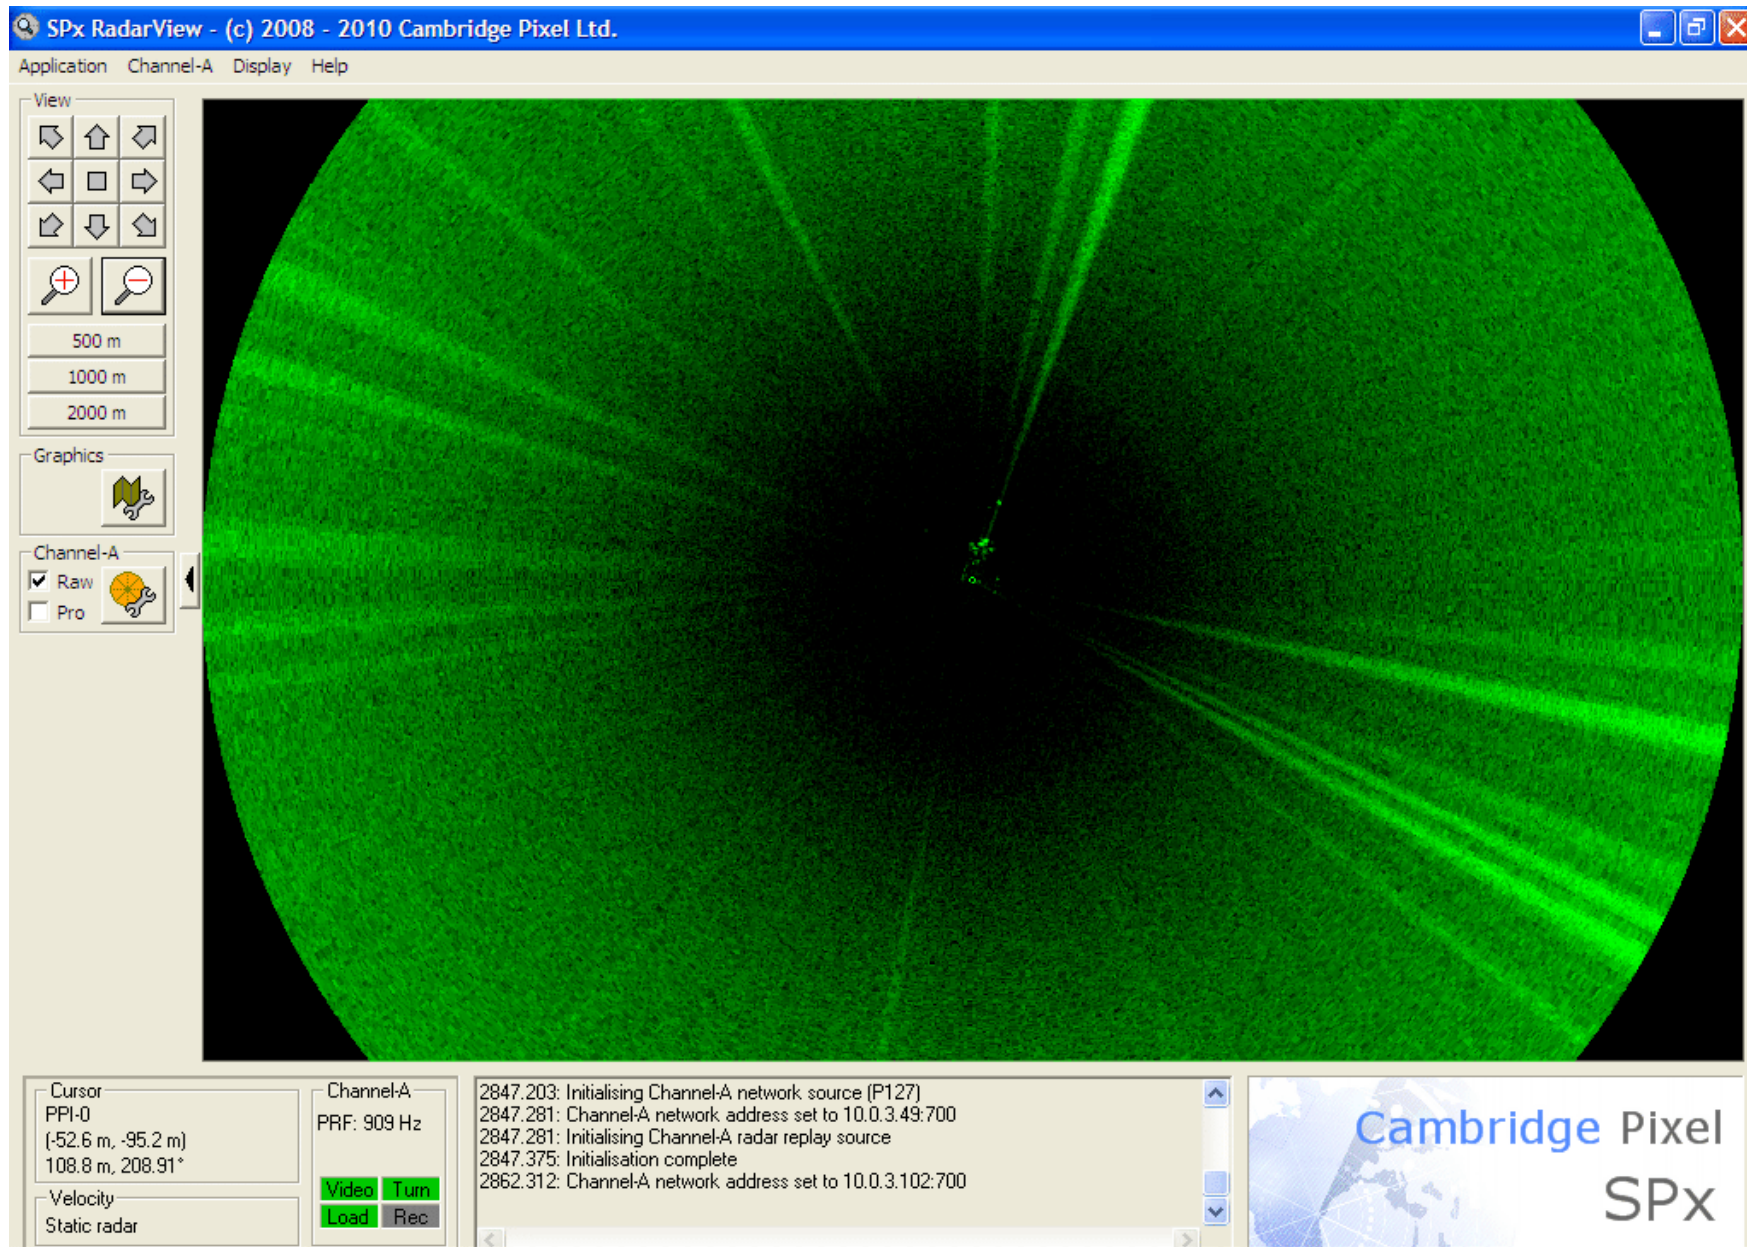 SPx RadarView - (c) 2008 - 2010 Cambridge Pixel Ltd.
Application Channel-A Display Help
View
500 m
1000 m
2000 m
Graphics
Channel-A
Raw
Pro
Cursor
PPI-0
(-52.6 m, -95.2 m)
108.8 m, 208.91°
Velocity
Static radar
Channel-A
PRF: 909 Hz
Video Turn
Load Rec
2847.203: Initialising Channel-A network source (P127)
2847.281: Channel-A network address set to 10.0.3.49:700
2847.281: Initialising Channel-A radar replay source
2847.375: Initialisation complete
2862.312: Channel-A network address set to 10.0.3.102:700
Cambridge Pixel
SPx